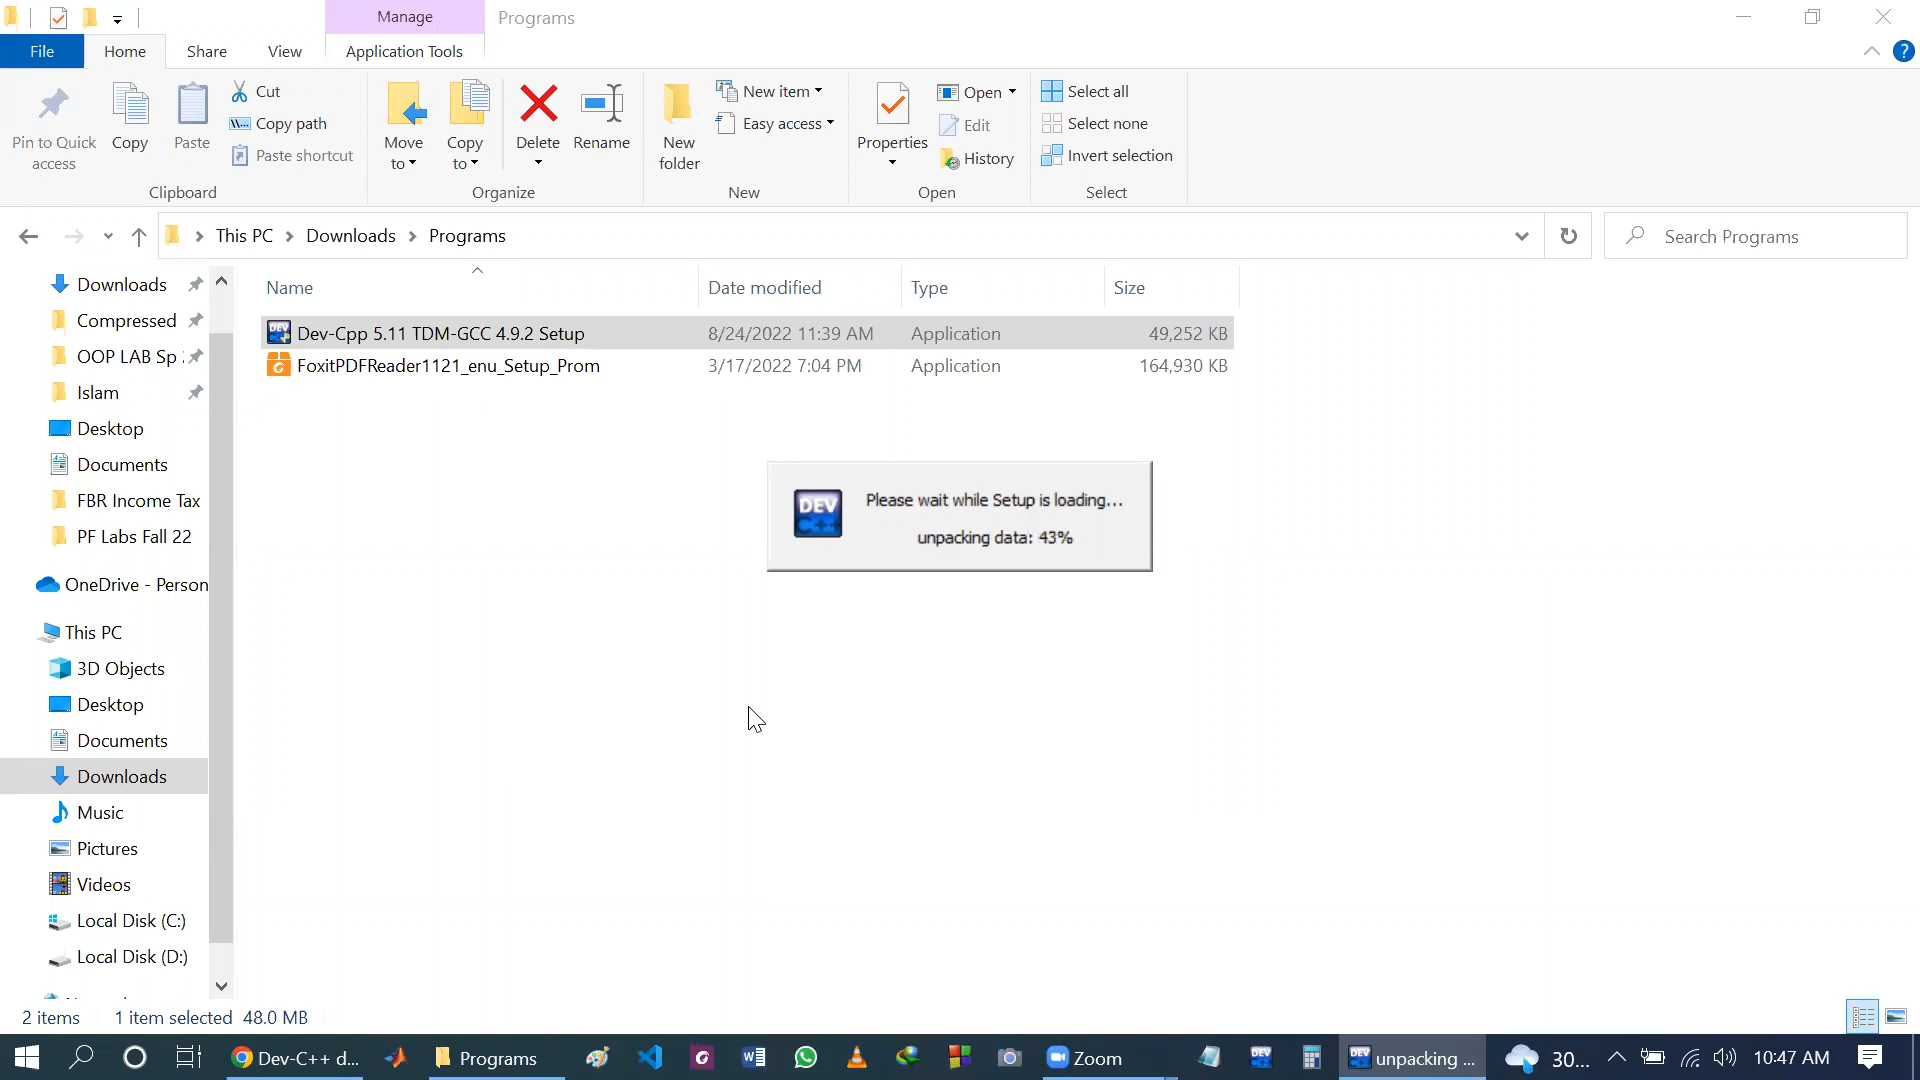 Manage
Programs
File
Home
Share
View
Application Tools
Pin to Quick access
Copy
Paste
Cut
Copy path
Paste shortcut
Clipboard
Move to
Copy to
Delete
Rename
Organize
New folder
New item
Easy access
New
Properties
Open
Edit
History
Open
Select all
Select none
Invert selection
Select
This PC
Downloads
Programs
Search Programs
Name
Date modified
Type
Size
Dev-Cpp 5.11 TDM-GCC 4.9.2 Setup
8/24/2022 11:39 AM
Application
49,252 KB
FoxitPDFReader1121_enu_Setup_Prom
3/17/2022 7:04 PM
Application
164,930 KB
Downloads
Compressed
OOP LAB Sp
Islam
Desktop
Documents
FBR Income Tax
PF Labs Fall 22
OneDrive - Person
This PC
3D Objects
Desktop
Documents
Downloads
Music
Pictures
Videos
Local Disk (C:)
Local Disk (D:)
DEV C++
Please wait while Setup is loading...
unpacking data: 43%
2 items
1 item selected 48.0 MB
Dev-C++ d...
Programs
Zoom
unpacking ...
30...
10:47 AM